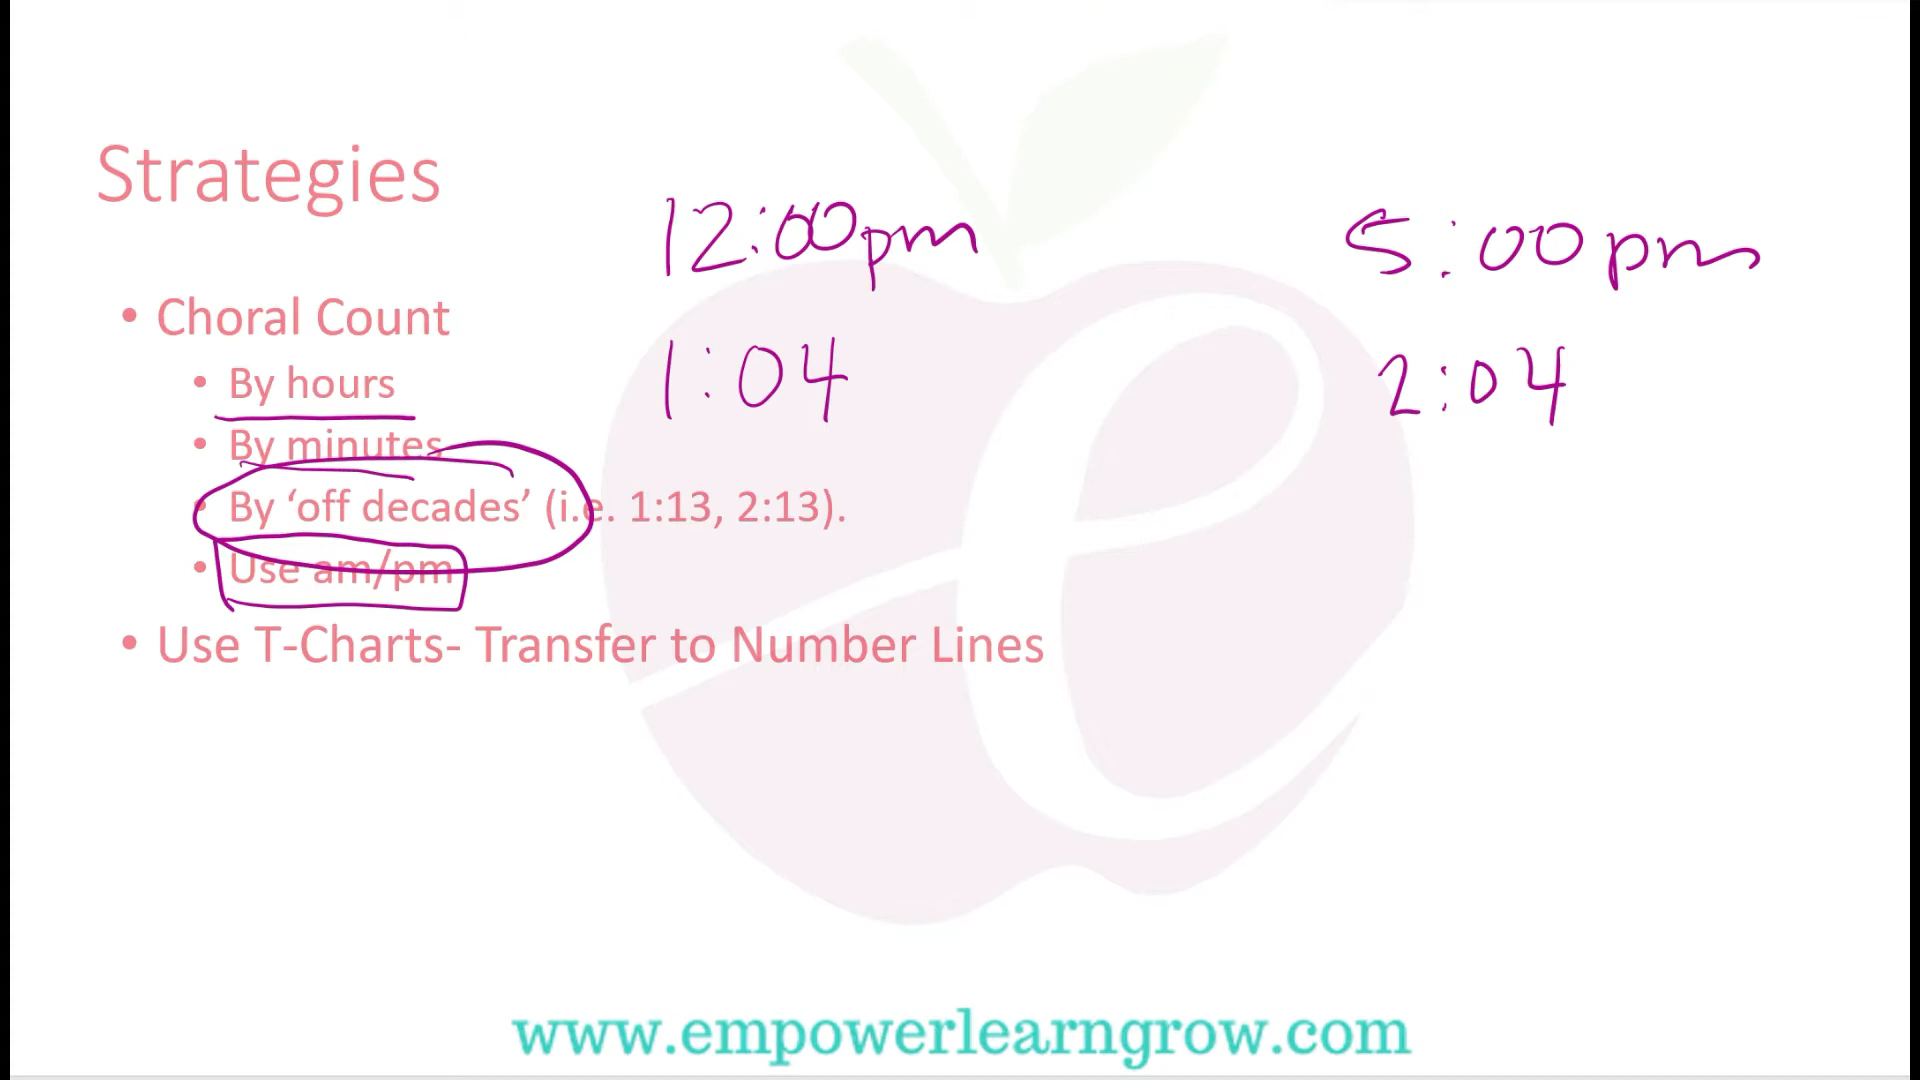 Strategies
12:00pm 5:00pm
• Choral Count
1:04 2:04
• By hours
• By minutes
• By ‘off decades’ (i.e. 1:13, 2:13).
• Use am/pm
• Use T-Charts- Transfer to Number Lines
e
www.empowerlearngrow.com